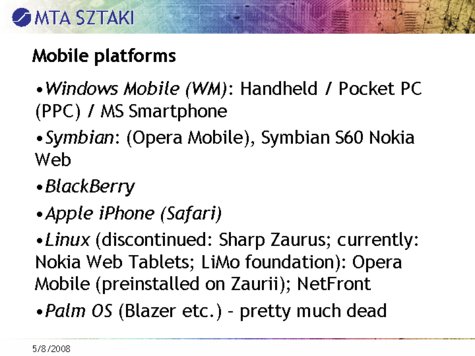 MTA SZTAKI
Mobile platforms
•Windows Mobile (WM): Handheld / Pocket PC
(PPC) / MS Smartphone
•Symbian: (Opera Mobile), Symbian S60 Nokia
Web
•BlackBerry
•Apple iPhone (Safari)
•Linux (discontinued: Sharp Zaurus; currently:
Nokia Web Tablets; LiMo foundation): Opera
Mobile (preinstalled on Zaurii); NetFront
•Palm OS (Blazer etc.) – pretty much dead
5/8/2008